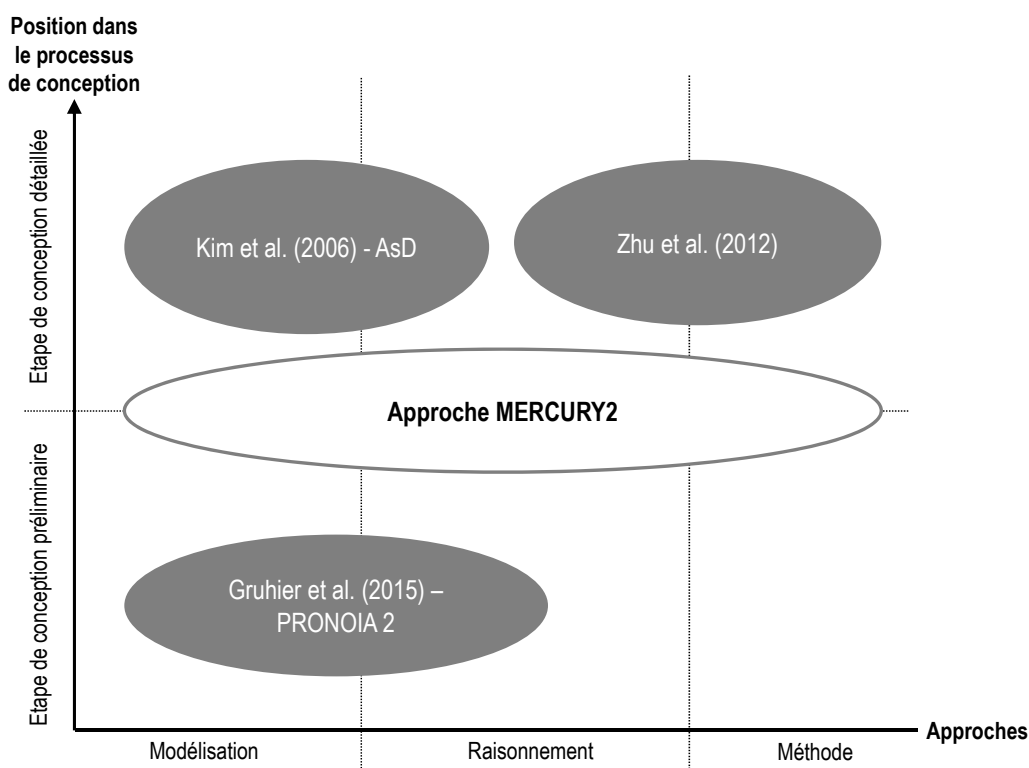 Position dans
le processus
de conception
Etape de conception détaillée
Kim et al. (2006) - AsD
Zhu et al. (2012)
Approche MERCURY2
Etape de conception préliminaire
Gruhier et al. (2015) –
PRONOIA 2
Approches
Modélisation
Raisonnement
Méthode